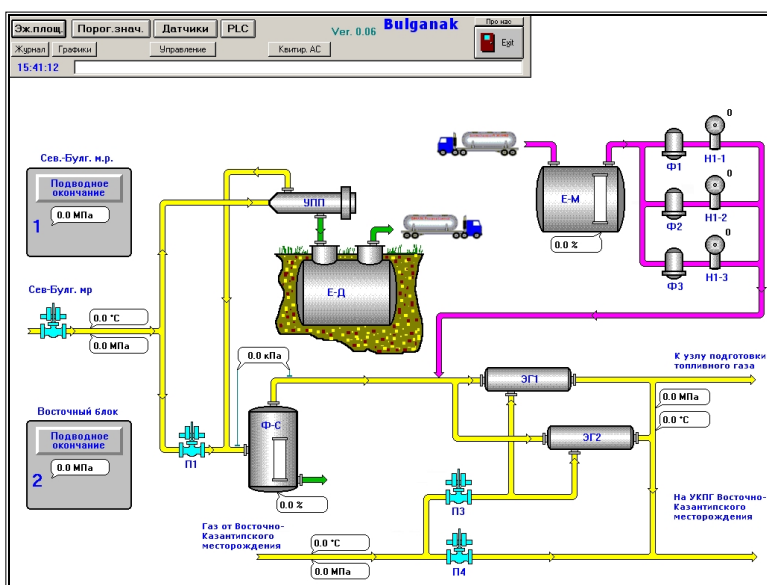 Эж.площ.
Порог.знач.
Датчики
PLC
Ver. 0.06
Bulganak
Про нас
Exit
Журнал
Графики
Управление
Квитир. АС
15:41:12
Сев.-Булг. м.р.
Подводное
окончание
0.0 МПа
1
УПП
Е-Д
Е-М
0.0 %
Ф1
Н1-1
0
Ф2
Н1-2
0
Ф3
Н1-3
0
Сев-Булг. мр
0.0 °C
0.0 МПа
0.0 кПа
К узлу подготовки
топливного газа
ЭГ1
0.0 МПа
0.0 °C
ЭГ2
Восточный блок
Подводное
окончание
0.0 МПа
2
П1
Ф-С
0.0 %
П3
На УКПГ Восточно-
Казантипского
месторождения
Газ от Восточно-
Казантипского
месторождения
0.0 °C
0.0 МПа
П4